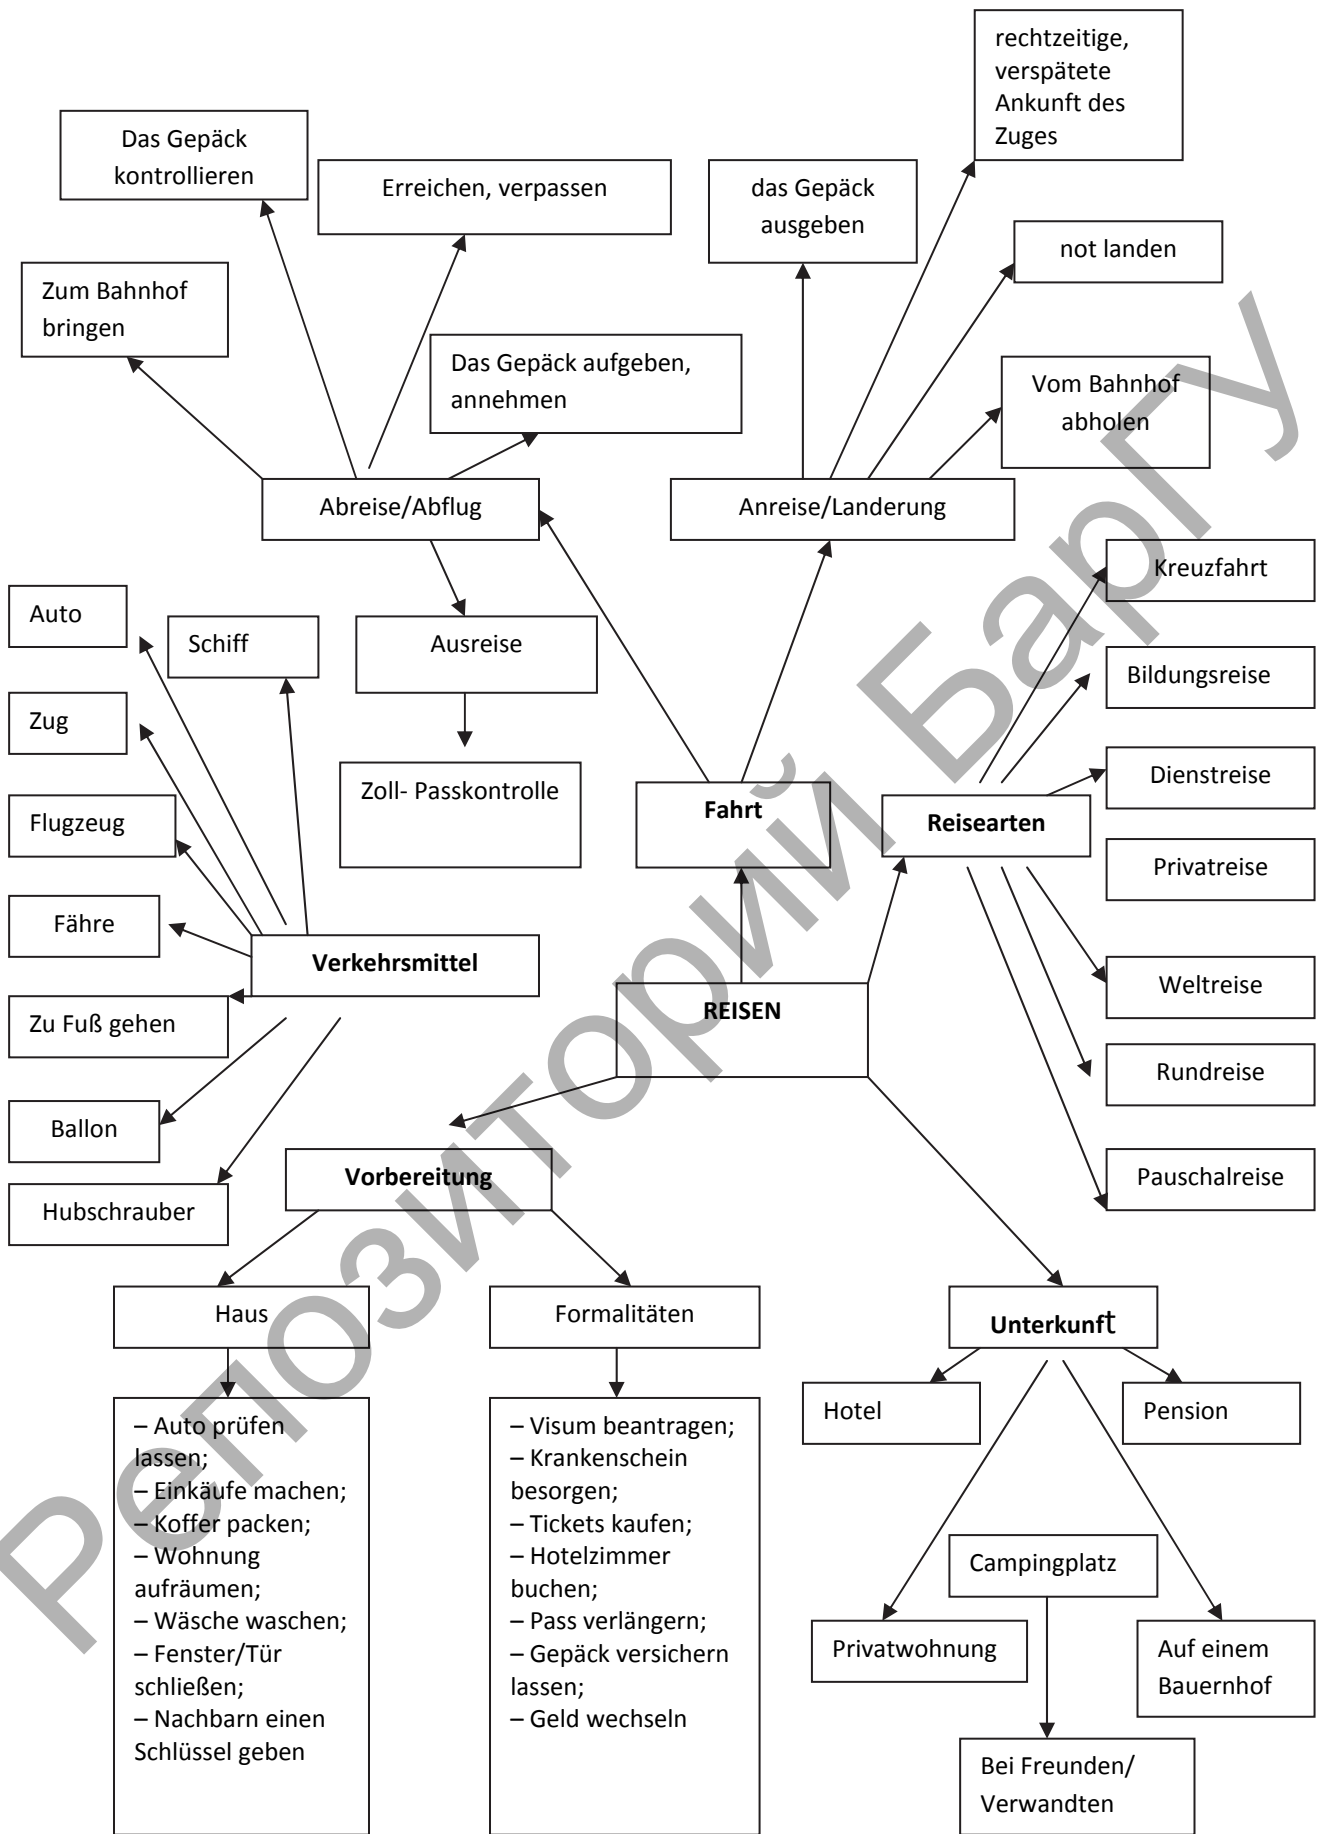 rechtzeitige,
verspätete
Ankunft des
Zuges
Das Gepäck
kontrollieren
Erreichen, verpassen
das Gepäck
ausgeben
not landen
Zum Bahnhof
bringen
Das Gepäck aufgeben,
annehmen
Vom Bahnhof
abholen
Abreise/Abflug
Anreise/Landerung
Kreuzfahrt
Auto
Schiff
Ausreise
Bildungsreise
Zug
Zoll- Passkontrolle
Fahrt
Dienstreise
Flugzeug
Reisearten
Privatreise
Fähre
Verkehrsmittel
Weltreise
Zu Fuß gehen
REISEN
Rundreise
Ballon
Vorbereitung
Pauschalreise
Hubschrauber
Haus
Formalitäten
Unterkunft
– Auto prüfen
lassen;
– Einkäufe machen;
– Koffer packen;
– Wohnung
aufräumen;
– Wäsche waschen;
– Fenster/Tür
schließen;
– Nachbarn einen
Schlüssel geben
– Visum beantragen;
– Krankenschein
besorgen;
– Tickets kaufen;
– Hotelzimmer
buchen;
– Pass verlängern;
– Gepäck versichern
lassen;
– Geld wechseln
Hotel
Pension
Campingplatz
Privatwohnung
Auf einem
Bauernhof
Bei Freunden/
Verwandten
Репозиторий БарГУ